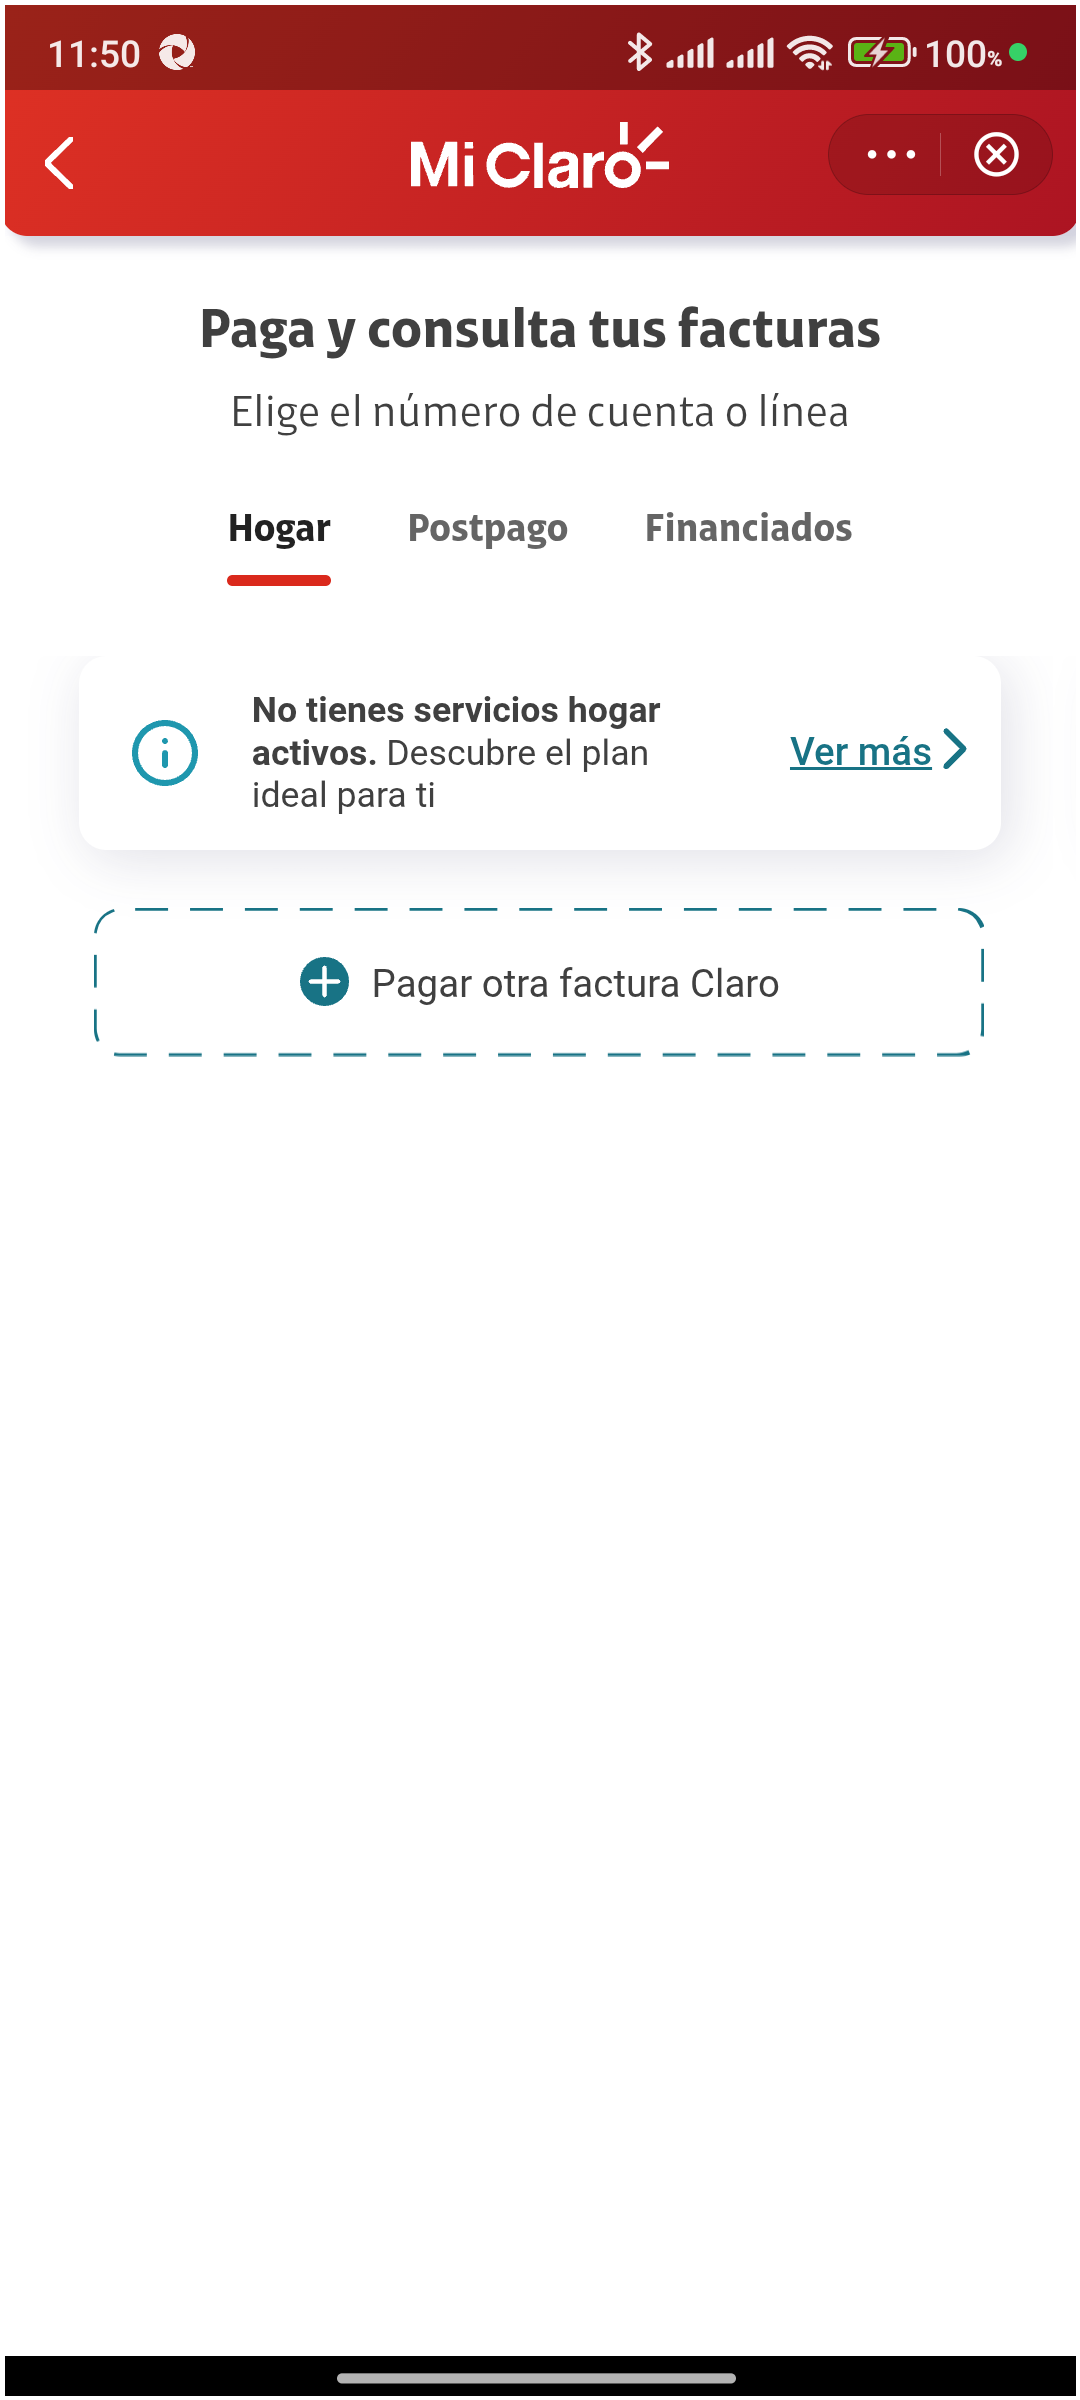 11:50 100%
Mi Claro
Paga y consulta tus facturas
Elige el número de cuenta o línea
Hogar Postpago Financiados
No tienes servicios hogar
activos. Descubre el plan
ideal para ti
Ver más
Pagar otra factura Claro